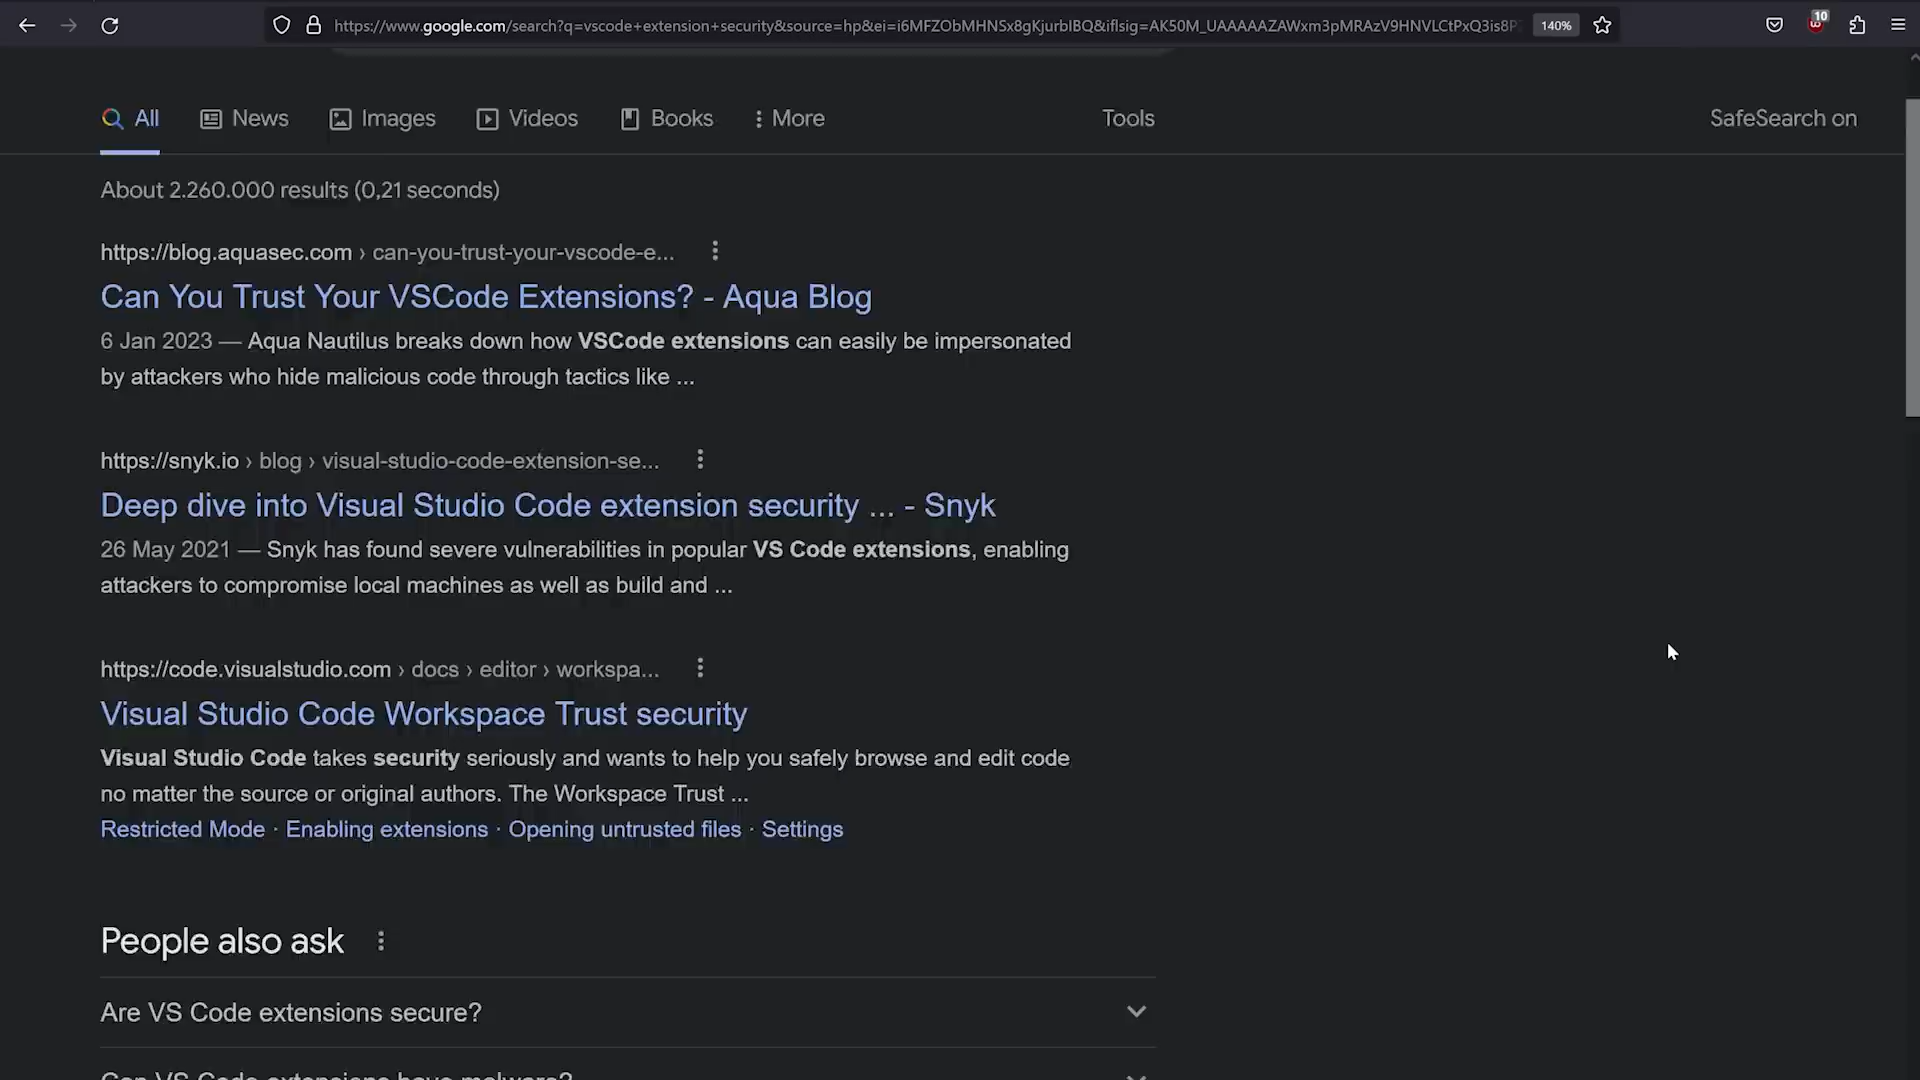 https://www.google.com/search?q=vscode+extension+security&source=hp&ei=i6MFZObMHNSx8gKjurblBQ&iflsig=AK50M_UAAAAAZAWxm3pMRAzV9HNVLCtPxQ3is8P
140%
10
All
News
Images
Videos
Books
More
Tools
SafeSearch on
About 2.260.000 results (0,21 seconds)
https://blog.aquasec.com › can-you-trust-your-vscode-e...
Can You Trust Your VSCode Extensions? - Aqua Blog
6 Jan 2023 — Aqua Nautilus breaks down how VSCode extensions can easily be impersonated
by attackers who hide malicious code through tactics like ...
https://snyk.io › blog › visual-studio-code-extension-se...
Deep dive into Visual Studio Code extension security ... - Snyk
26 May 2021 — Snyk has found severe vulnerabilities in popular VS Code extensions, enabling
attackers to compromise local machines as well as build and ...
https://code.visualstudio.com › docs › editor › workspa...
Visual Studio Code Workspace Trust security
Visual Studio Code takes security seriously and wants to help you safely browse and edit code
no matter the source or original authors. The Workspace Trust ...
Restricted Mode · Enabling extensions · Opening untrusted files · Settings
People also ask
Are VS Code extensions secure?
Can VS Code extensions have malware?